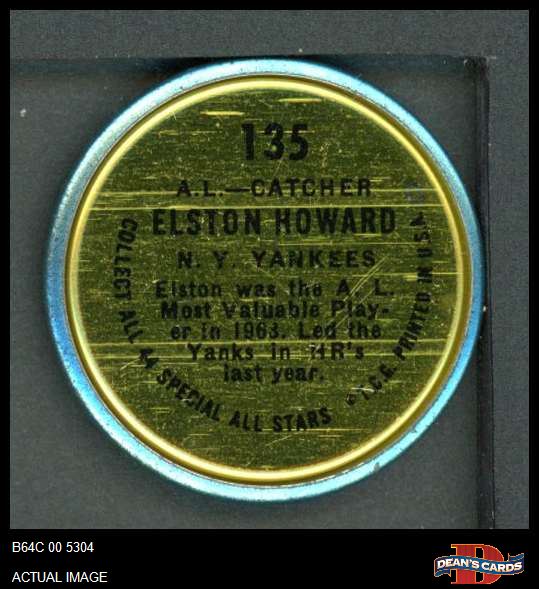 135
A.L.—CATCHER
ELSTON HOWARD
N. Y. YANKEES
Elston was the A. L.
Most Valuable Play-
er in 1963. Led the
Yanks in HR's
last year.
COLLECT ALL 44 SPECIAL ALL STARS © T.C.G. PRINTED IN U.S.A.
B64C 00 5304
ACTUAL IMAGE
B
DEAN'S CARDS